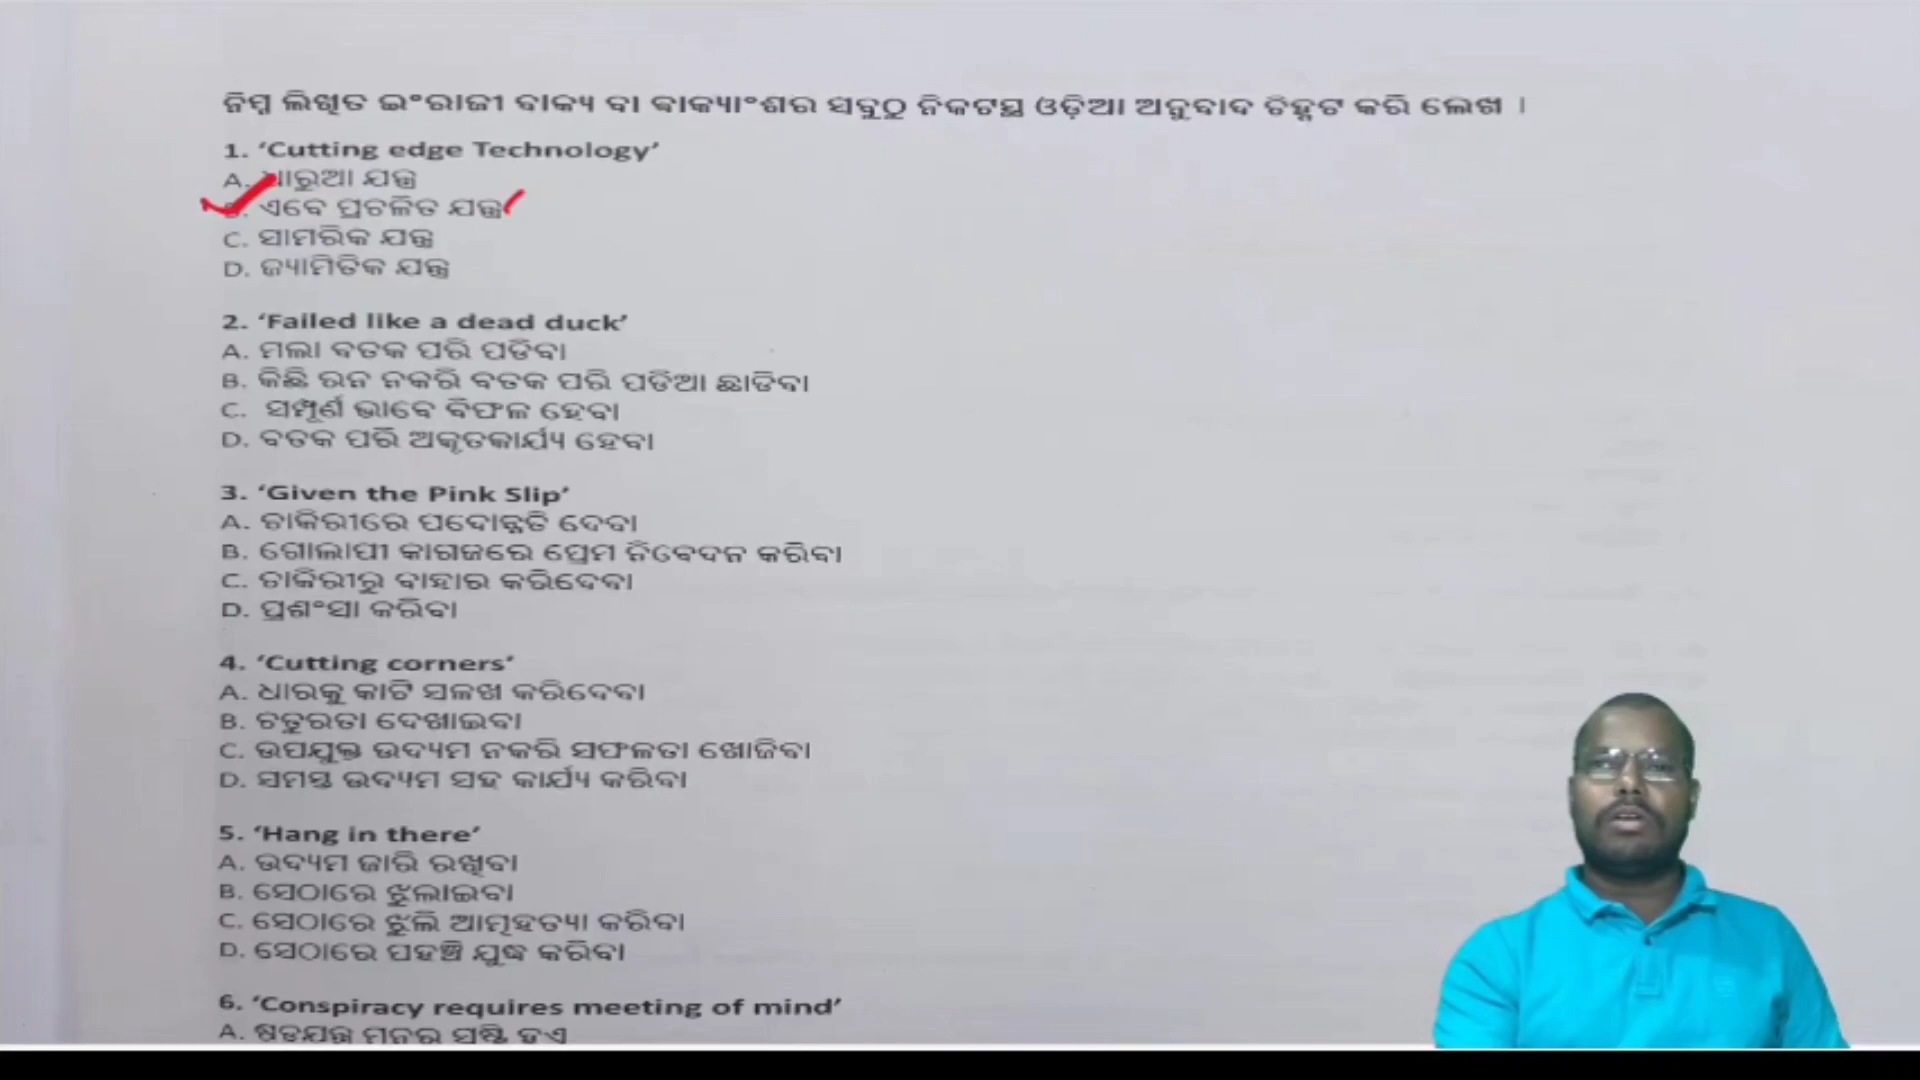 ନିମ୍ନ ଲିଖିତ ଇଂରାଜୀ ବାକ୍ୟ ବା ବାକ୍ୟାଂଶର ସବୁଠୁ ନିକଟସ୍ଥ ଓଡ଼ିଆ ଅନୁବାଦ ଚିହ୍ନଟ କରି ଲେଖ ।
1. ‘Cutting edge Technology’
A. ଧାରୁଆ ଯନ୍ତ୍ର
B. ଏବେ ପ୍ରଚଳିତ ଯନ୍ତ୍ର
C. ସାମରିକ ଯନ୍ତ୍ର
D. ଜ୍ୟାମିତିକ ଯନ୍ତ୍ର
2. ‘Failed like a dead duck’
A. ମଲା ବତକ ପରି ପଡିବା
B. କିଛି ରନ ନକରି ବତକ ପରି ପଡିଆ ଛାଡିବା
C. ସମ୍ପୂର୍ଣ ଭାବେ ବିଫଳ ହେବା
D. ବତକ ପରି ଅକୃତକାର୍ଯ୍ୟ ହେବା
3. ‘Given the Pink Slip’
A. ଚାକିରୀରେ ପଦୋନ୍ନତି ଦେବା
B. ଗୋଲାପୀ କାଗଜରେ ପ୍ରେମ ନିବେଦନ କରିବା
C. ଚାକିରୀରୁ ବାହାର କରିଦେବା
D. ପ୍ରଶଂସା କରିବା
4. ‘Cutting corners’
A. ଧାରକୁ କାଟି ସଳଖ କରିଦେବା
B. ଚତୁରତା ଦେଖାଇବା
C. ଉପଯୁକ୍ତ ଉଦ୍ୟମ ନକରି ସଫଳତା ଖୋଜିବା
D. ସମସ୍ତ ଉଦ୍ୟମ ସହ କାର୍ଯ୍ୟ କରିବା
5. ‘Hang in there’
A. ଉଦ୍ୟମ ଜାରି ରଖିବା
B. ସେଠାରେ ଝୁଲାଇବା
C. ସେଠାରେ ଝୁଲି ଆତ୍ମହତ୍ୟା କରିବା
D. ସେଠାରେ ପହଞ୍ଚି ଯୁଦ୍ଧ କରିବା
6. ‘Conspiracy requires meeting of mind’
A. ଷଡଯନ୍ତ୍ର ମନର ସୃଷ୍ଟି ହୁଏ